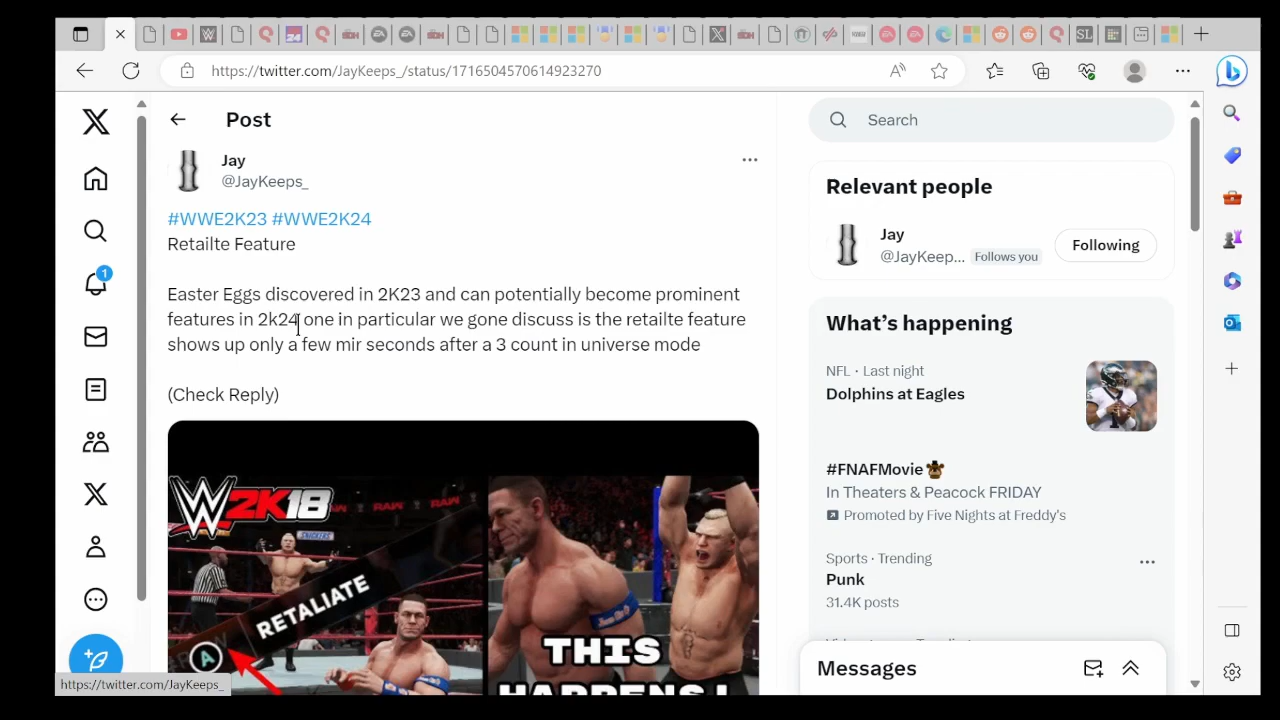 https://twitter.com/JayKeeps_/status/1716504570614923270
Post
Jay
@JayKeeps_
#WWE2K23 #WWE2K24
Retailte Feature
Easter Eggs discovered in 2K23 and can potentially become prominent
features in 2k24 one in particular we gone discuss is the retailte feature
shows up only a few mir seconds after a 3 count in universe mode
(Check Reply)
W2K18
RAW
SNICKERS
RETALIATE
A
THIS
HAPPENS!
Search
Relevant people
Jay
@JayKeep... Follows you
Following
What's happening
NFL · Last night
Dolphins at Eagles
#FNAFMovie
In Theaters & Peacock FRIDAY
Promoted by Five Nights at Freddy's
Sports · Trending
Punk
31.4K posts
Messages
1
https://twitter.com/JayKeeps_